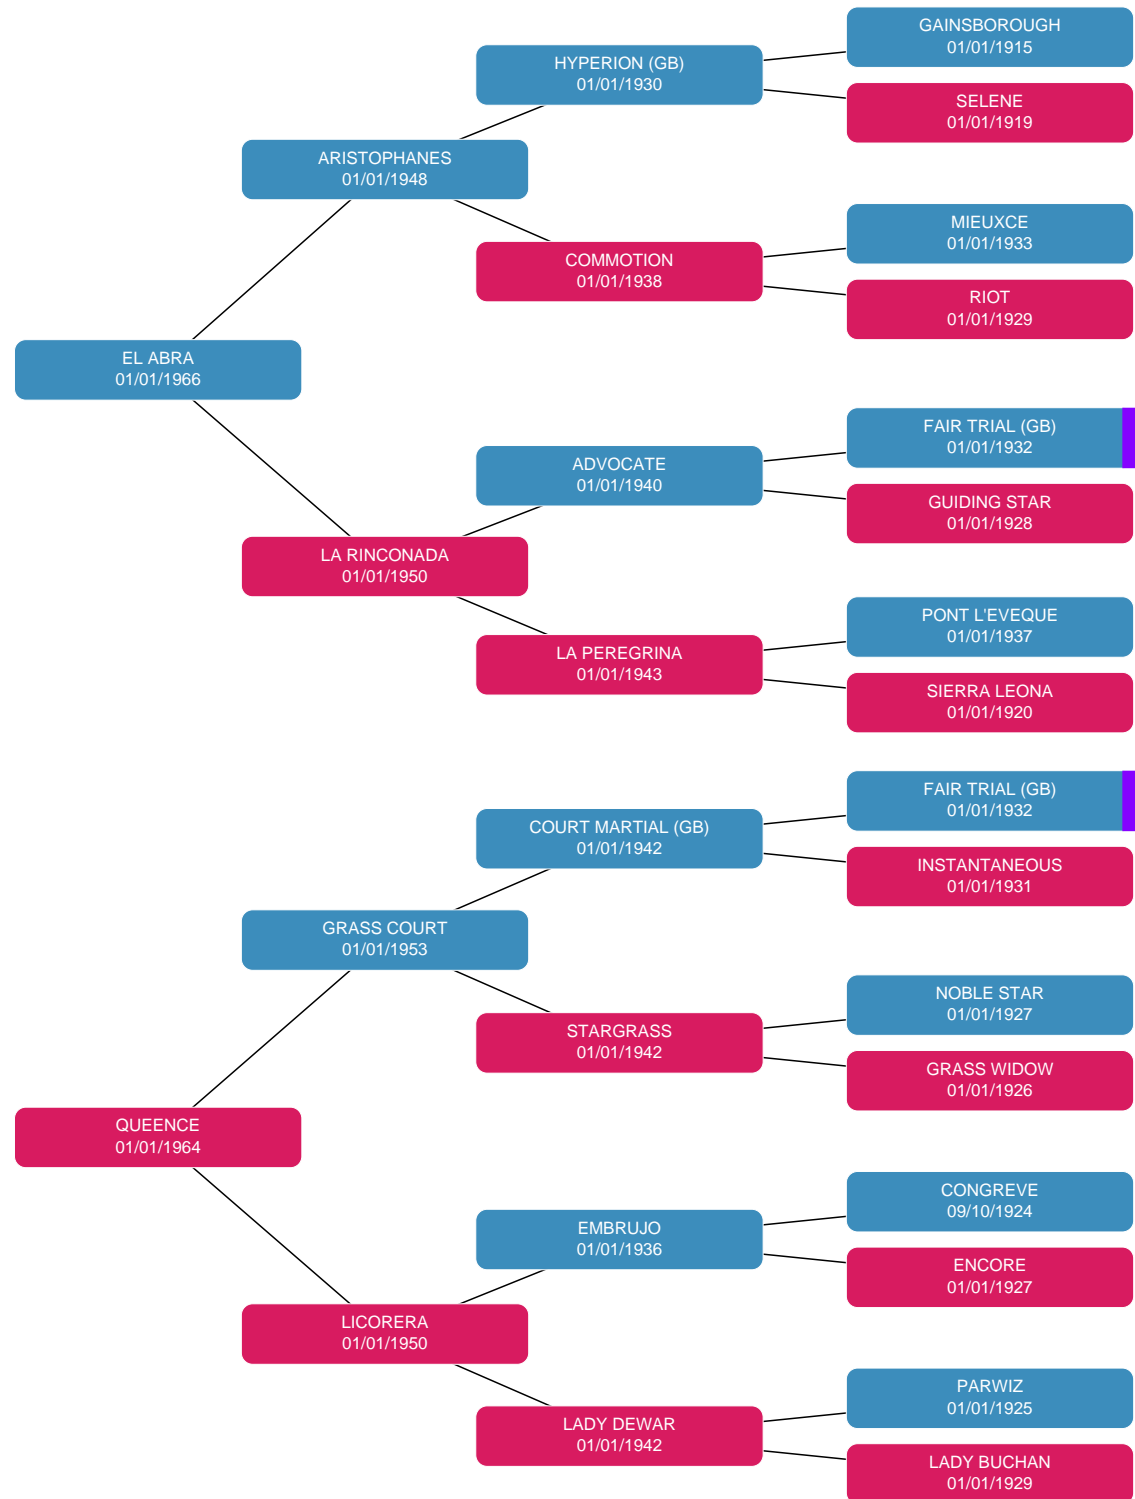 GAINSBOROUGH
01/01/1915
HYPERION (GB)
01/01/1930
SELENE
01/01/1919
ARISTOPHANES
01/01/1948
MIEUXCE
01/01/1933
COMMOTION
01/01/1938
RIOT
01/01/1929
EL ABRA
01/01/1966
FAIR TRIAL (GB)
01/01/1932
ADVOCATE
01/01/1940
GUIDING STAR
01/01/1928
LA RINCONADA
01/01/1950
PONT L'EVEQUE
01/01/1937
LA PEREGRINA
01/01/1943
SIERRA LEONA
01/01/1920
FAIR TRIAL (GB)
01/01/1932
COURT MARTIAL (GB)
01/01/1942
INSTANTANEOUS
01/01/1931
GRASS COURT
01/01/1953
NOBLE STAR
01/01/1927
STARGRASS
01/01/1942
GRASS WIDOW
01/01/1926
QUEENCE
01/01/1964
CONGREVE
09/10/1924
EMBRUJO
01/01/1936
ENCORE
01/01/1927
LICORERA
01/01/1950
PARWIZ
01/01/1925
LADY DEWAR
01/01/1942
LADY BUCHAN
01/01/1929